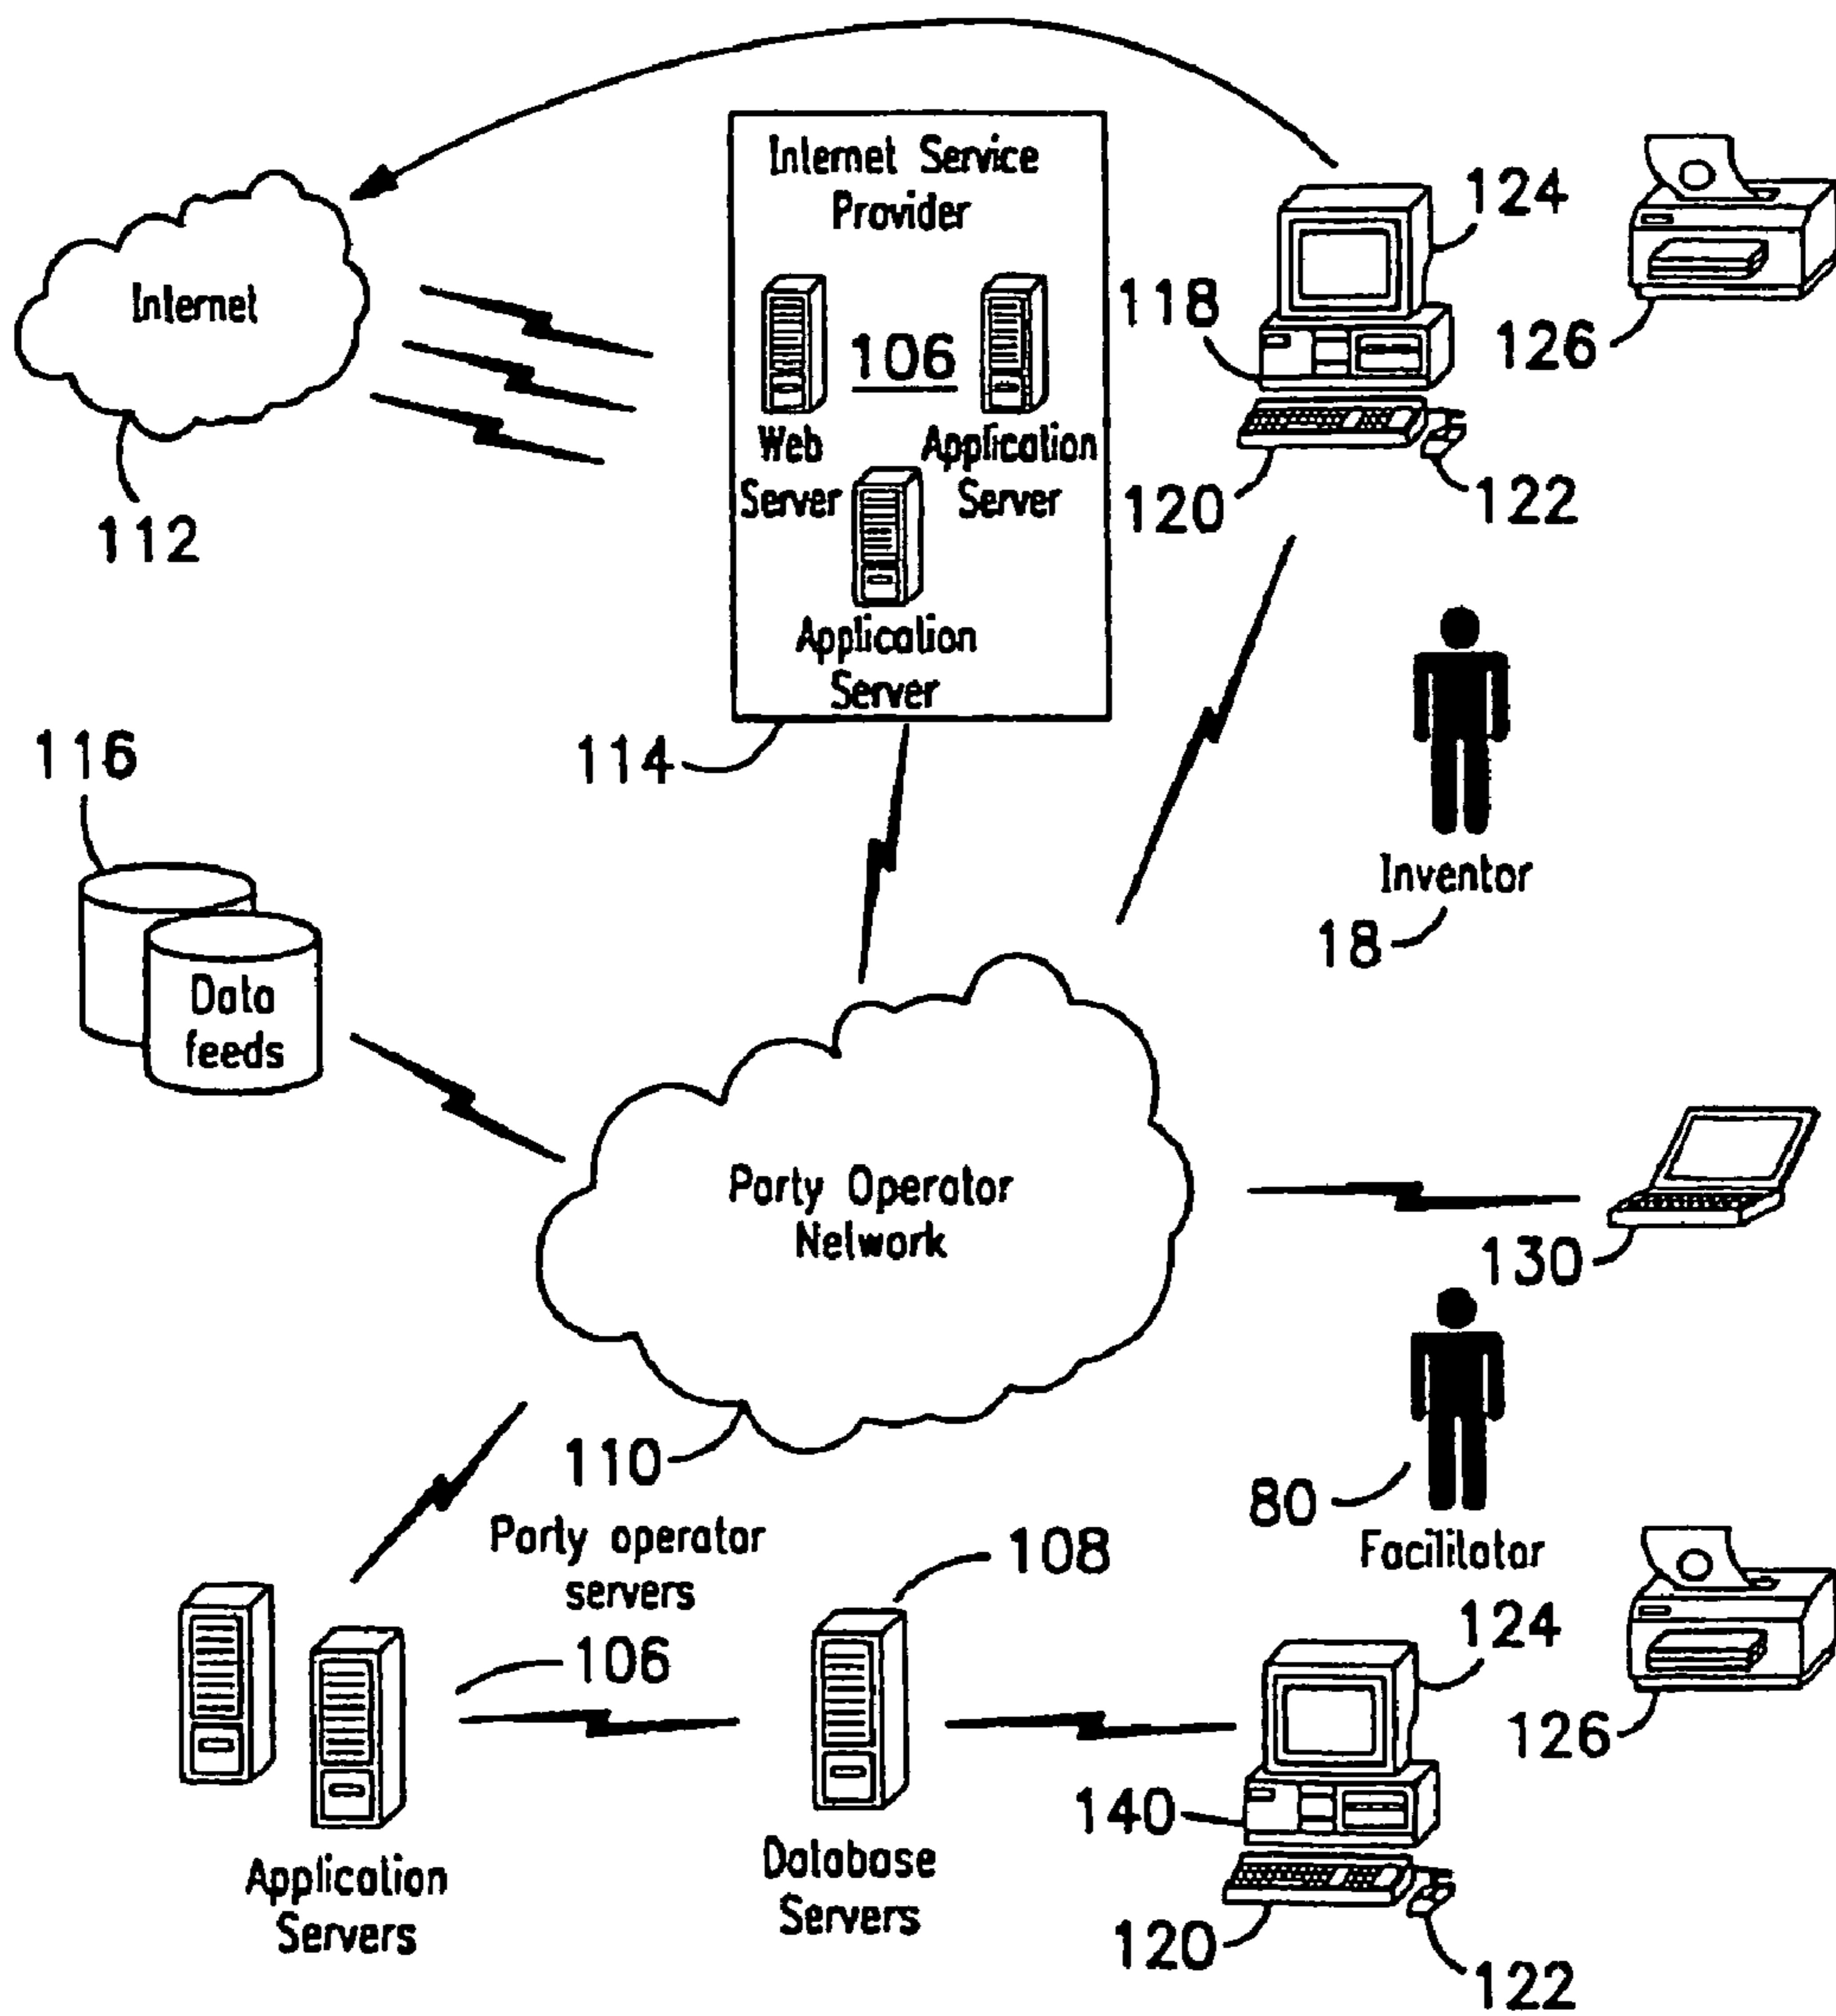 Internet Service
Provider
124
Internet
118
106
126
Web
Server
Application
Server
120
122
112
Application
Server
116
114
Inventor
18
Data
feeds
Party Operator
Network
130
110
80
Party operator
servers
108
Facilitator
124
106
126
140
Application
Servers
Database
Servers
120
122